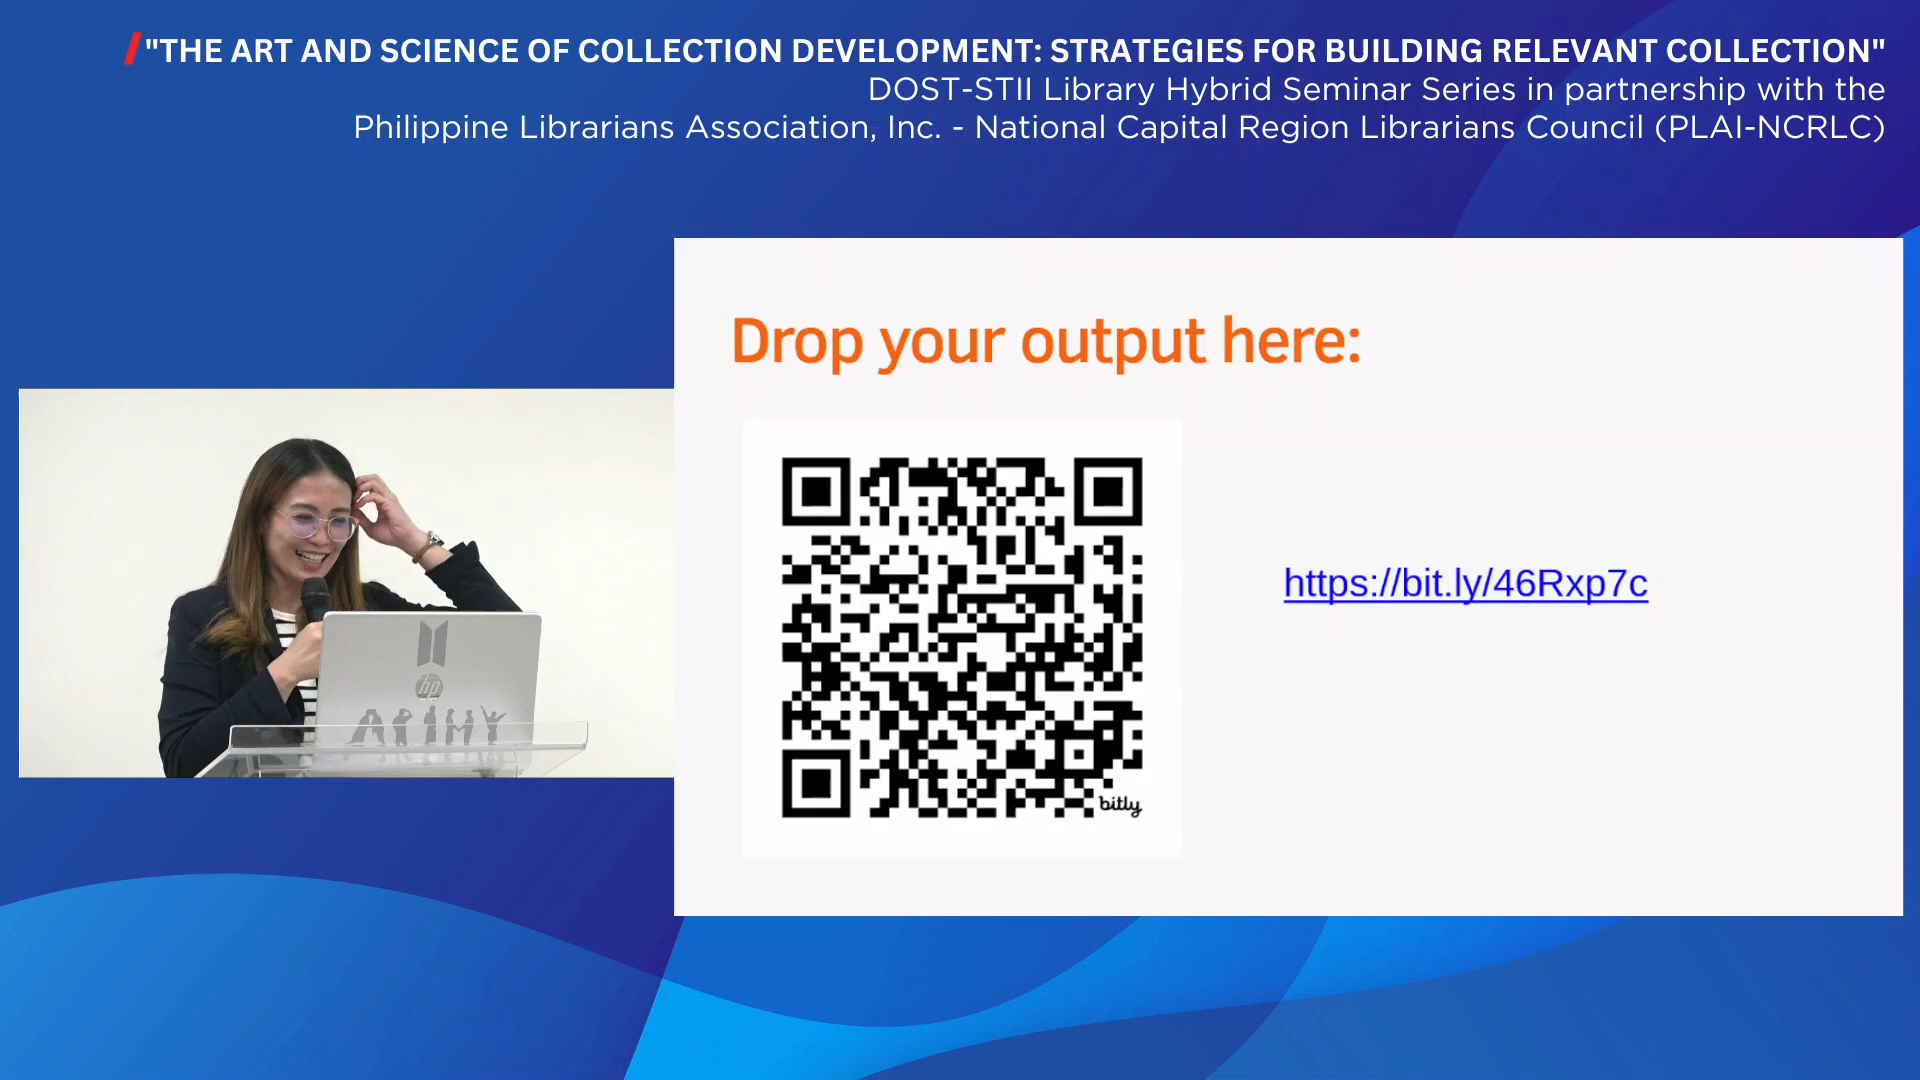 "THE ART AND SCIENCE OF COLLECTION DEVELOPMENT: STRATEGIES FOR BUILDING RELEVANT COLLECTION"
DOST-STII Library Hybrid Seminar Series in partnership with the
Philippine Librarians Association, Inc. - National Capital Region Librarians Council (PLAI-NCRLC)
Drop your output here:
https://bit.ly/46Rxp7c
bitly
hp